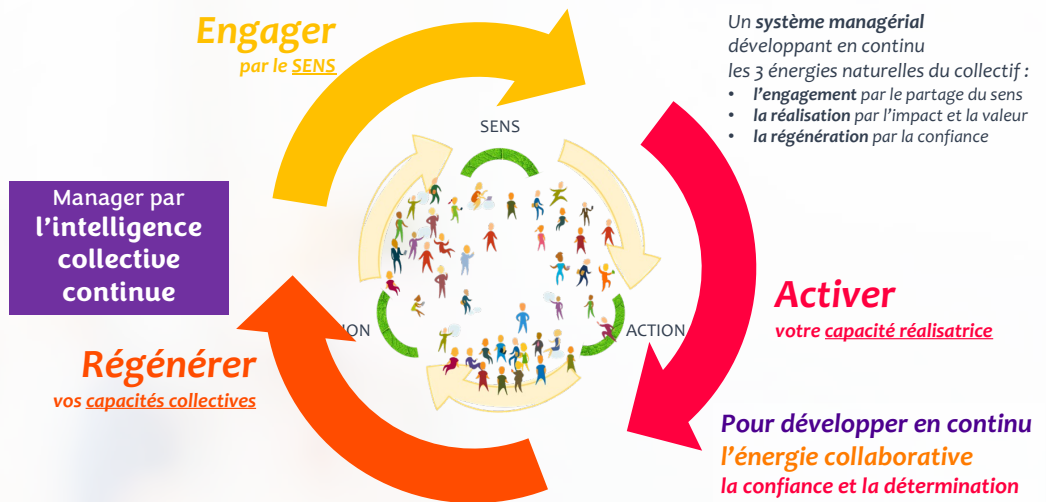 Engager
par le SENS
Un système managérial
développant en continu
les 3 énergies naturelles du collectif :
• l'engagement par le partage du sens
• la réalisation par l'impact et la valeur
• la régénération par la confiance
SENS
Manager par
l'intelligence
collective
continue
ION
ACTION
Activer
votre capacité réalisatrice
Régénérer
vos capacités collectives
Pour développer en continu
l'énergie collaborative
la confiance et la détermination